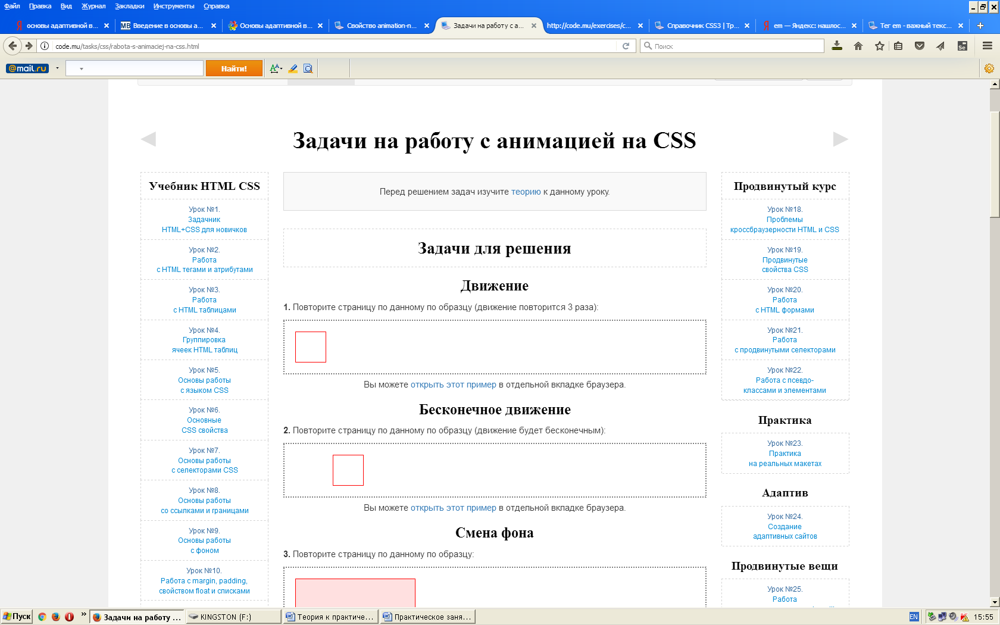 Файл Правка Вид Журнал Закладки Инструменты Справка
основы адаптивной в...
Введение в основы а...
Основы адаптивной в...
Свойство animation-n...
Задачи на работу с а...
http://code.mu/exercises/c...
Справочник CSS3 | Тр...
em — Яндекс: нашлос...
Тег em - важный текс...
code.mu/tasks/css/rabota-s-animaciej-na-css.html
Поиск
@mail.ru
Найти!
Задачи на работу с анимацией на CSS
Учебник HTML CSS
Урок №1.
Задачник
HTML+CSS для новичков
Урок №2.
Работа
с HTML тегами и атрибутами
Урок №3.
Работа
с HTML таблицами
Урок №4.
Группировка
ячеек HTML таблиц
Урок №5.
Основы работы
с языком CSS
Урок №6.
Основные
CSS свойства
Урок №7.
Основы работы
с селекторами CSS
Урок №8.
Основы работы
со ссылками и границами
Урок №9.
Основы работы
с фоном
Урок №10.
Работа с margin, padding,
свойством float и списками
Перед решением задач изучите теорию к данному уроку.
Задачи для решения
Движение
1. Повторите страницу по данному по образцу (движение повторится 3 раза):
Вы можете открыть этот пример в отдельной вкладке браузера.
Бесконечное движение
2. Повторите страницу по данному по образцу (движение будет бесконечным):
Вы можете открыть этот пример в отдельной вкладке браузера.
Смена фона
3. Повторите страницу по данному по образцу:
Продвинутый курс
Урок №18.
Проблемы
кроссбраузерности HTML и CSS
Урок №19.
Продвинутые
свойства CSS
Урок №20.
Работа
с HTML формами
Урок №21.
Работа
с продвинутыми селекторами
Урок №22.
Работа с псевдо-
классами и элементами
Практика
Урок №23.
Практика
на реальных макетах
Адаптив
Урок №24.
Создание
адаптивных сайтов
Продвинутые вещи
Урок №25.
Работа
Пуск
Задачи на работу ...
KINGSTON (F:)
Теория к практиче...
Практическое заня...
EN
15:55